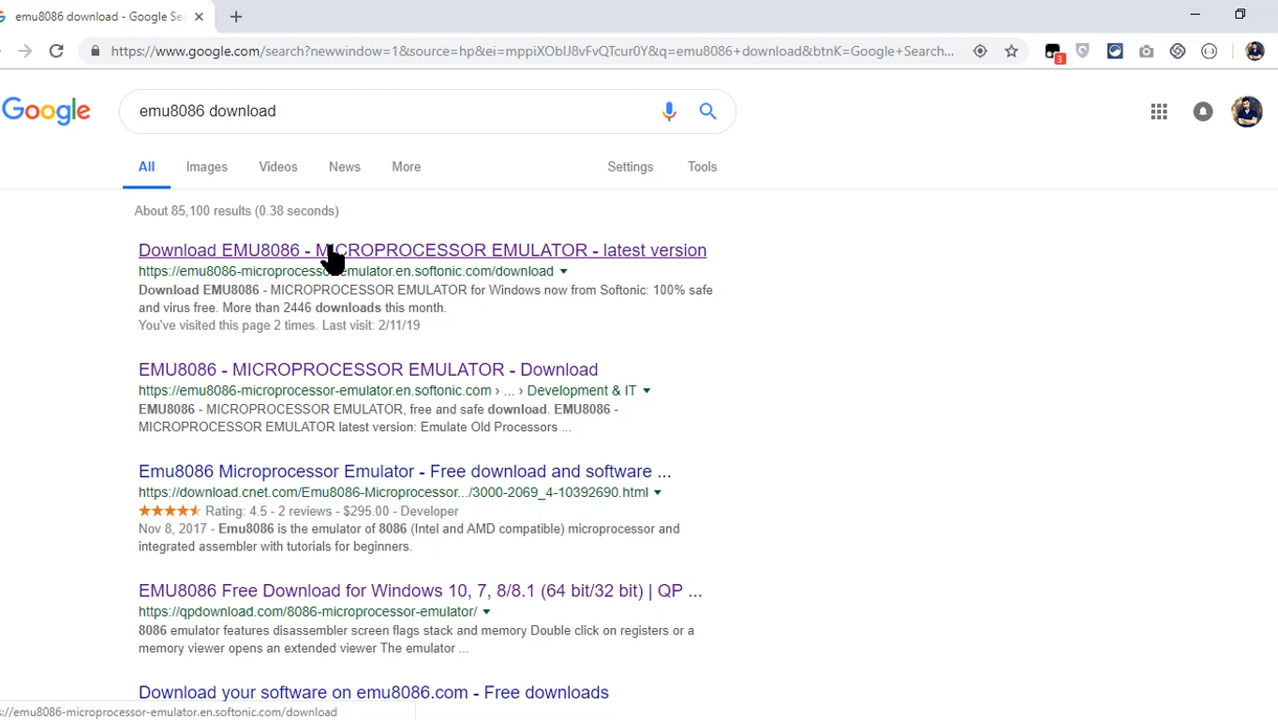 emu8086 download - Google Sea
https://www.google.com/search?newwindow=1&source=hp&ei=mppiXObIJ8vFvQTcur0Y&q=emu8086+download&btnK=Google+Search...
3
Google
emu8086 download
All Images Videos News More Settings Tools
About 85,100 results (0.38 seconds)
Download EMU8086 - MICROPROCESSOR EMULATOR - latest version
https://emu8086-microprocessor-emulator.en.softonic.com/download
Download EMU8086 - MICROPROCESSOR EMULATOR for Windows now from Softonic: 100% safe
and virus free. More than 2446 downloads this month.
You've visited this page 2 times. Last visit: 2/11/19
EMU8086 - MICROPROCESSOR EMULATOR - Download
https://emu8086-microprocessor-emulator.en.softonic.com › ... › Development & IT
EMU8086 - MICROPROCESSOR EMULATOR, free and safe download. EMU8086 -
MICROPROCESSOR EMULATOR latest version: Emulate Old Processors ...
Emu8086 Microprocessor Emulator - Free download and software ...
https://download.cnet.com/Emu8086-Microprocessor.../3000-2069_4-10392690.html
Rating: 4.5 - 2 reviews - $295.00 - Developer
Nov 8, 2017 - Emu8086 is the emulator of 8086 (Intel and AMD compatible) microprocessor and
integrated assembler with tutorials for beginners.
EMU8086 Free Download for Windows 10, 7, 8/8.1 (64 bit/32 bit) | QP ...
https://qpdownload.com/8086-microprocessor-emulator/
8086 emulator features disassembler screen flags stack and memory Double click on registers or a
memory viewer opens an extended viewer The emulator ...
Download your software on emu8086.com - Free downloads
s://emu8086-microprocessor-emulator.en.softonic.com/download